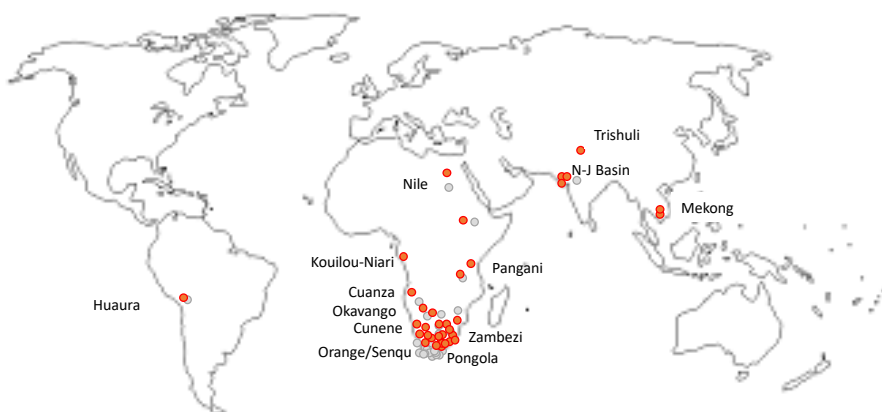 Trishuli
N-J Basin
Nile
Mekong
Kouilou-Niari
Pangani
Cuanza
Huaura
Okavango
Cunene
Zambezi
Orange/Senqu
Pongola